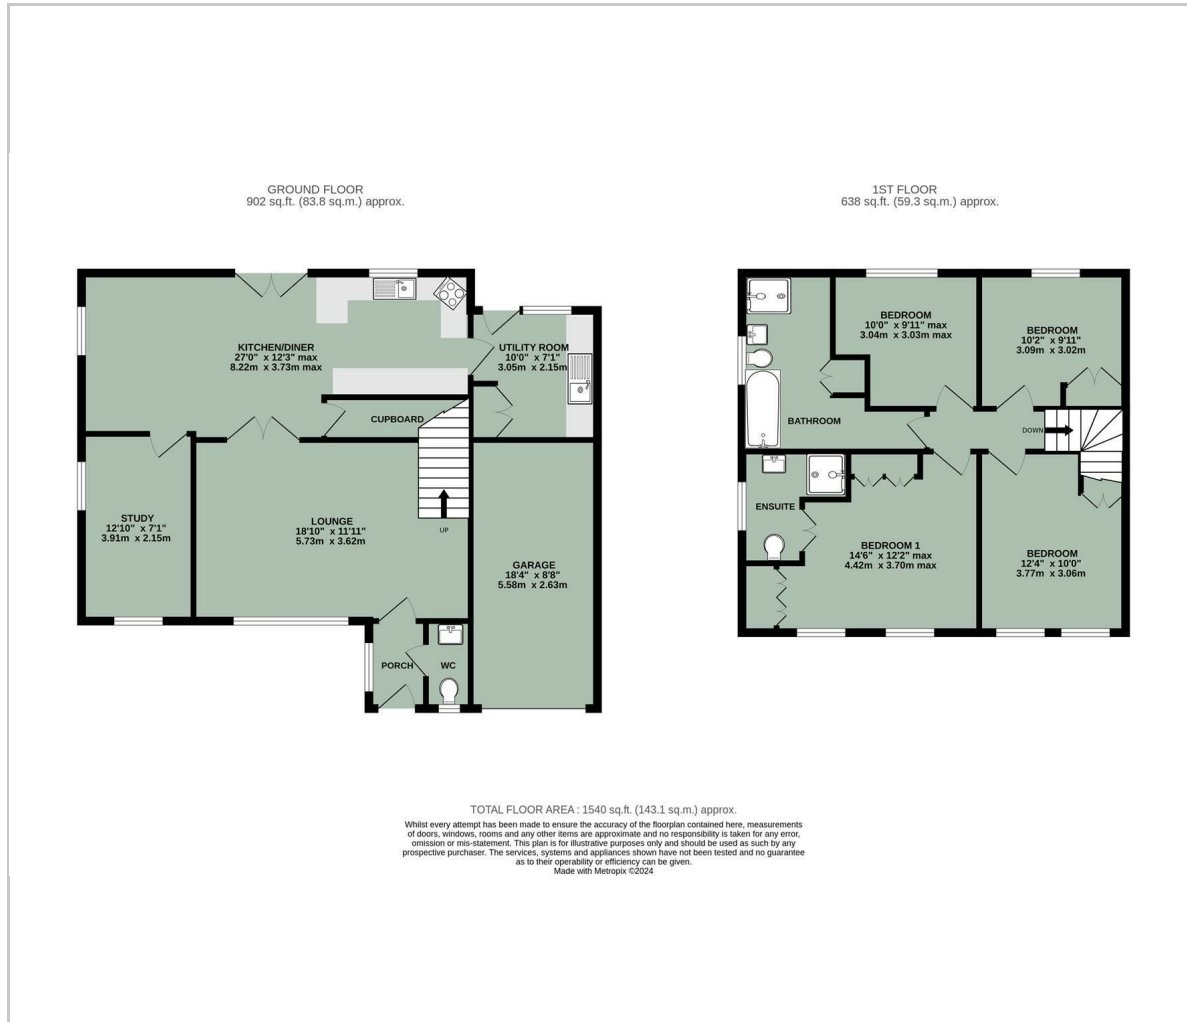 GROUND FLOOR
902 sq.ft. (83.8 sq.m.) approx.
1ST FLOOR
638 sq.ft. (59.3 sq.m.) approx.
KITCHEN/DINER
27'0" x 12'3" max
8.22m x 3.73m max
UTILITY ROOM
10'0" x 7'1"
3.05m x 2.15m
CUPBOARD
STUDY
12'10" x 7'1"
3.91m x 2.15m
LOUNGE
18'10" x 11'11"
5.73m x 3.62m
UP
GARAGE
18'4" x 8'8"
5.58m x 2.63m
PORCH
WC
BEDROOM
10'0" x 9'11" max
3.04m x 3.03m max
BEDROOM
10'2" x 9'11"
3.09m x 3.02m
BATHROOM
DOWN
ENSUITE
BEDROOM 1
14'6" x 12'2" max
4.42m x 3.70m max
BEDROOM
12'4" x 10'0"
3.77m x 3.06m
TOTAL FLOOR AREA : 1540 sq.ft. (143.1 sq.m.) approx.
Whilst every attempt has been made to ensure the accuracy of the floorplan contained here, measurements
of doors, windows, rooms and any other items are approximate and no responsibility is taken for any error,
omission or mis-statement. This plan is for illustrative purposes only and should be used as such by any
prospective purchaser. The services, systems and appliances shown have not been tested and no guarantee
as to their operability or efficiency can be given.
Made with Metropix ©2024